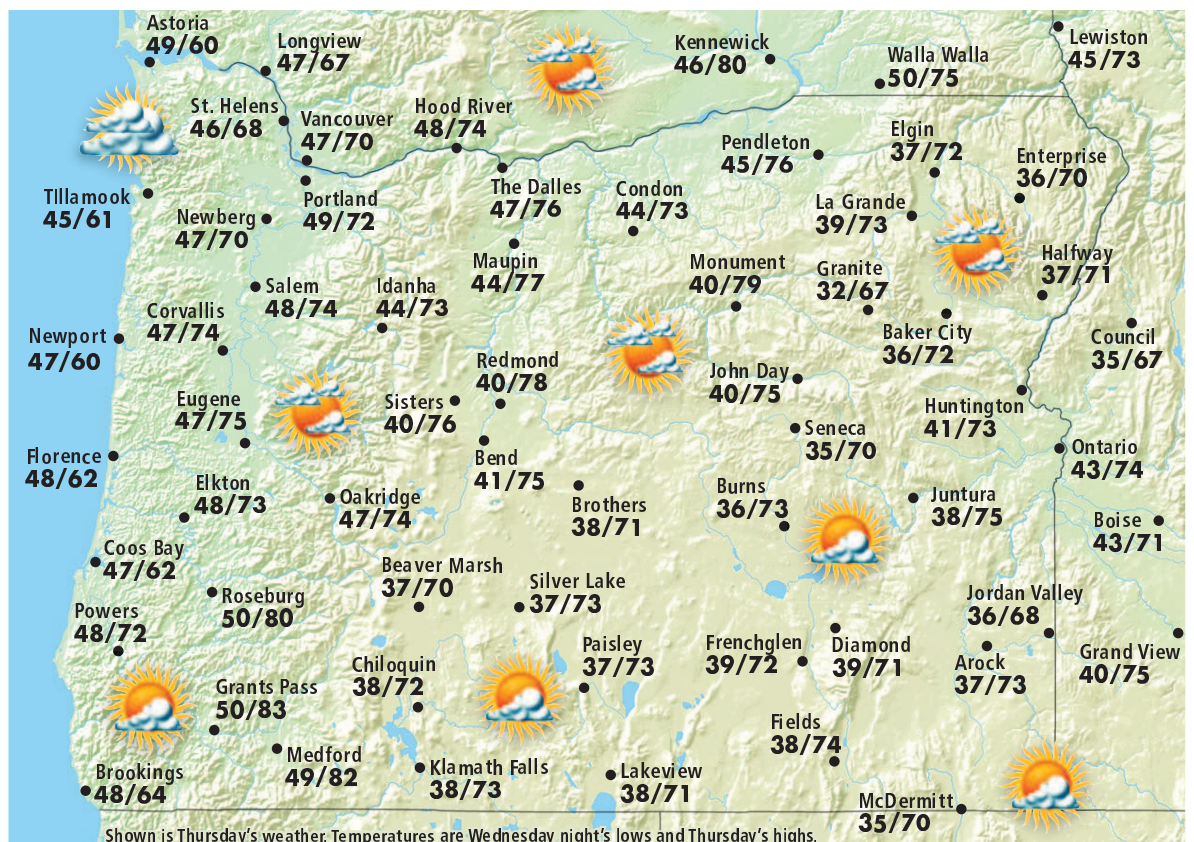 Astoria
49/60
Longview
47/67
Kennewick
46/80
Walla Walla
50/75
Lewiston
45/73
St. Helens
46/68
Vancouver
47/70
Hood River
48/74
Pendleton
45/76
Elgin
37/72
Enterprise
36/70
TIllamook
45/61
Newberg
47/70
Portland
49/72
The Dalles
47/76
Condon
44/73
La Grande
39/73
Maupin
44/77
Monument
40/79
Granite
32/67
Halfway
37/71
Salem
48/74
Idanha
44/73
Corvallis
47/74
Newport
47/60
Baker City
36/72
Council
35/67
Redmond
40/78
John Day
40/75
Eugene
47/75
Sisters
40/76
Huntington
41/73
Seneca
35/70
Ontario
43/74
Florence
48/62
Bend
41/75
Elkton
48/73
Oakridge
47/74
Brothers
38/71
Burns
36/73
Juntura
38/75
Boise
43/71
Coos Bay
47/62
Beaver Marsh
37/70
Silver Lake
37/73
Jordan Valley
36/68
Roseburg
50/80
Powers
48/72
Paisley
37/73
Frenchglen
39/72
Diamond
39/71
Arock
37/73
Grand View
40/75
Chiloquin
38/72
Grants Pass
50/83
Fields
38/74
Medford
49/82
Klamath Falls
38/73
Lakeview
38/71
Brookings
48/64
McDermitt
35/70
Shown is Thursday's weather. Temperatures are Wednesday night's lows and Thursday's highs.